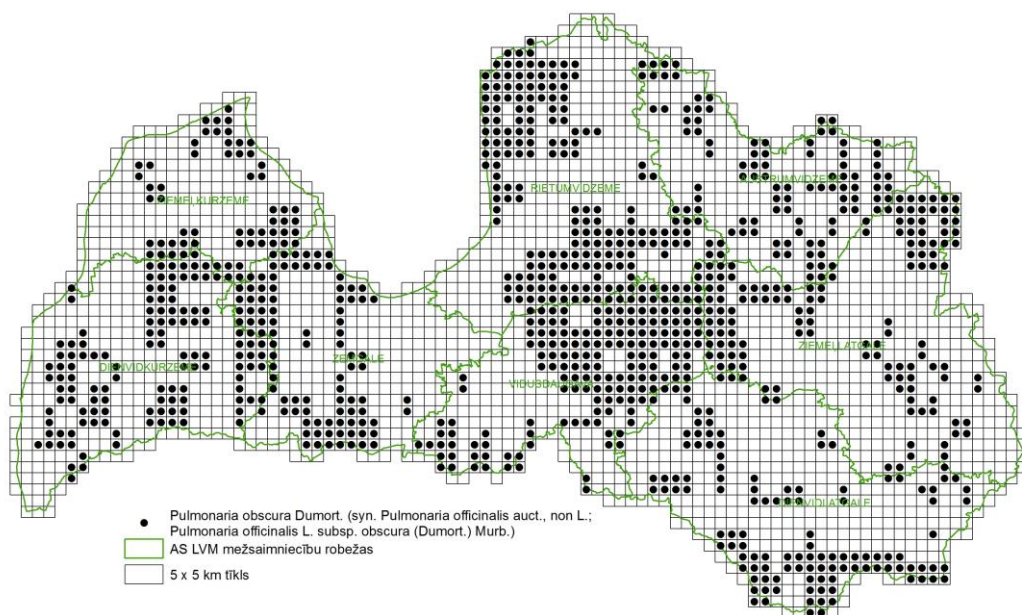 RIETUMVIDZEME
AUSTRUMVIDZEME
ZIEMEĻKURZEME
ZIEMEĻLATGALE
DIENVIDKURZEME
ZEMGALE
VIDUSDAUGAVA
DIENVIDLATGALE
Pulmonaria obscura Dumort. (syn. Pulmonaria officinalis auct., non L.;
Pulmonaria officinalis L. subsp. obscura (Dumort.) Murb.)
AS LVM mežsaimniecību robežas
5 x 5 km tīkls